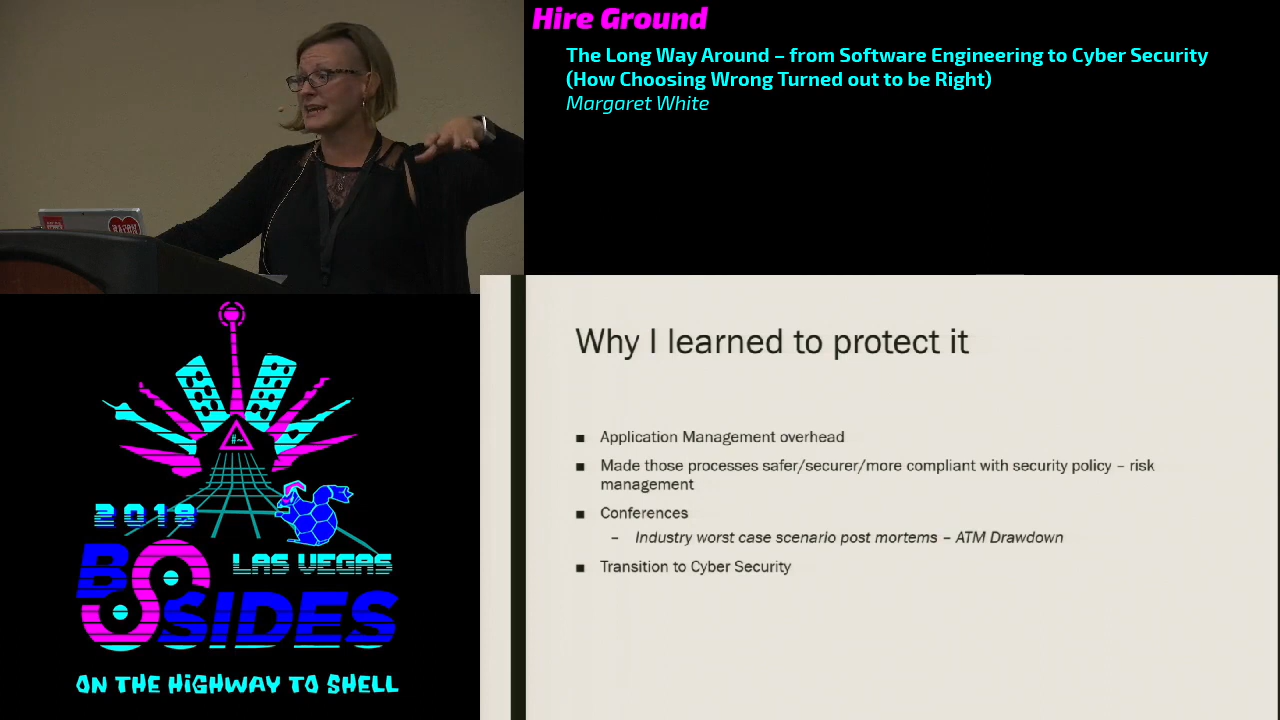 Hire Ground
The Long Way Around – from Software Engineering to Cyber Security
(How Choosing Wrong Turned out to be Right)
Margaret White
Why I learned to protect it
■ Application Management overhead
■ Made those processes safer/securer/more compliant with security policy – risk
management
■ Conferences
– Industry worst case scenario post mortems – ATM Drawdown
■ Transition to Cyber Security
#~
2019
LAS VEGAS
BSIDES
ON THE HIGHWAY TO SHELL